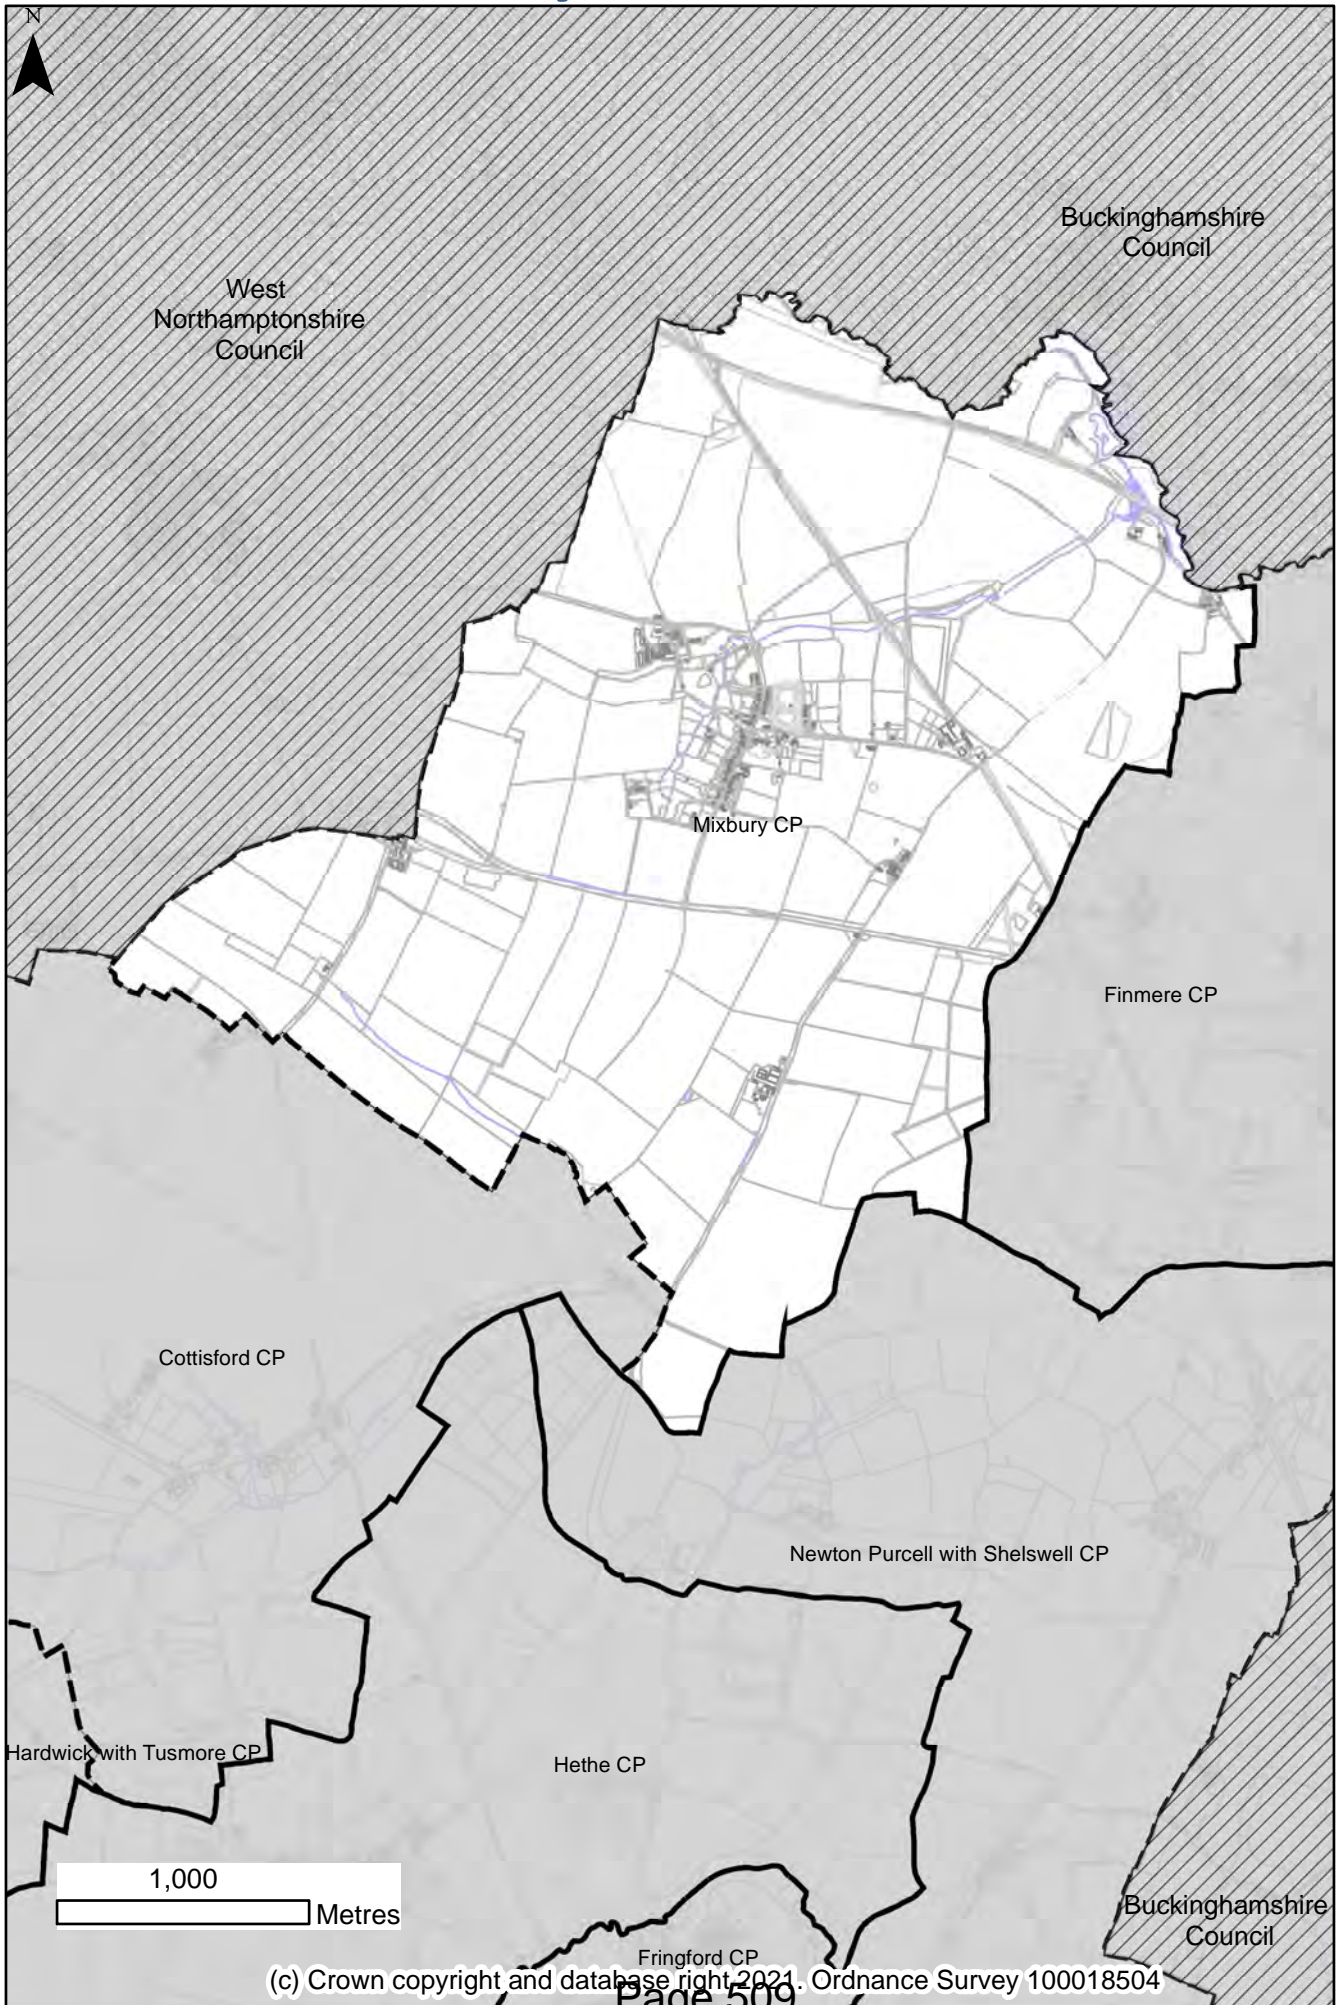 N
Buckinghamshire
Council
West
Northamptonshire
Council
Mixbury CP
Finmere CP
Cottisford CP
Newton Purcell with Shelswell CP
Hardwick with Tusmore CP
Hethe CP
1,000
Metres
Buckinghamshire
Council
Fringford CP
(c) Crown copyright and database right 2021. Ordnance Survey 100018504
Page 509